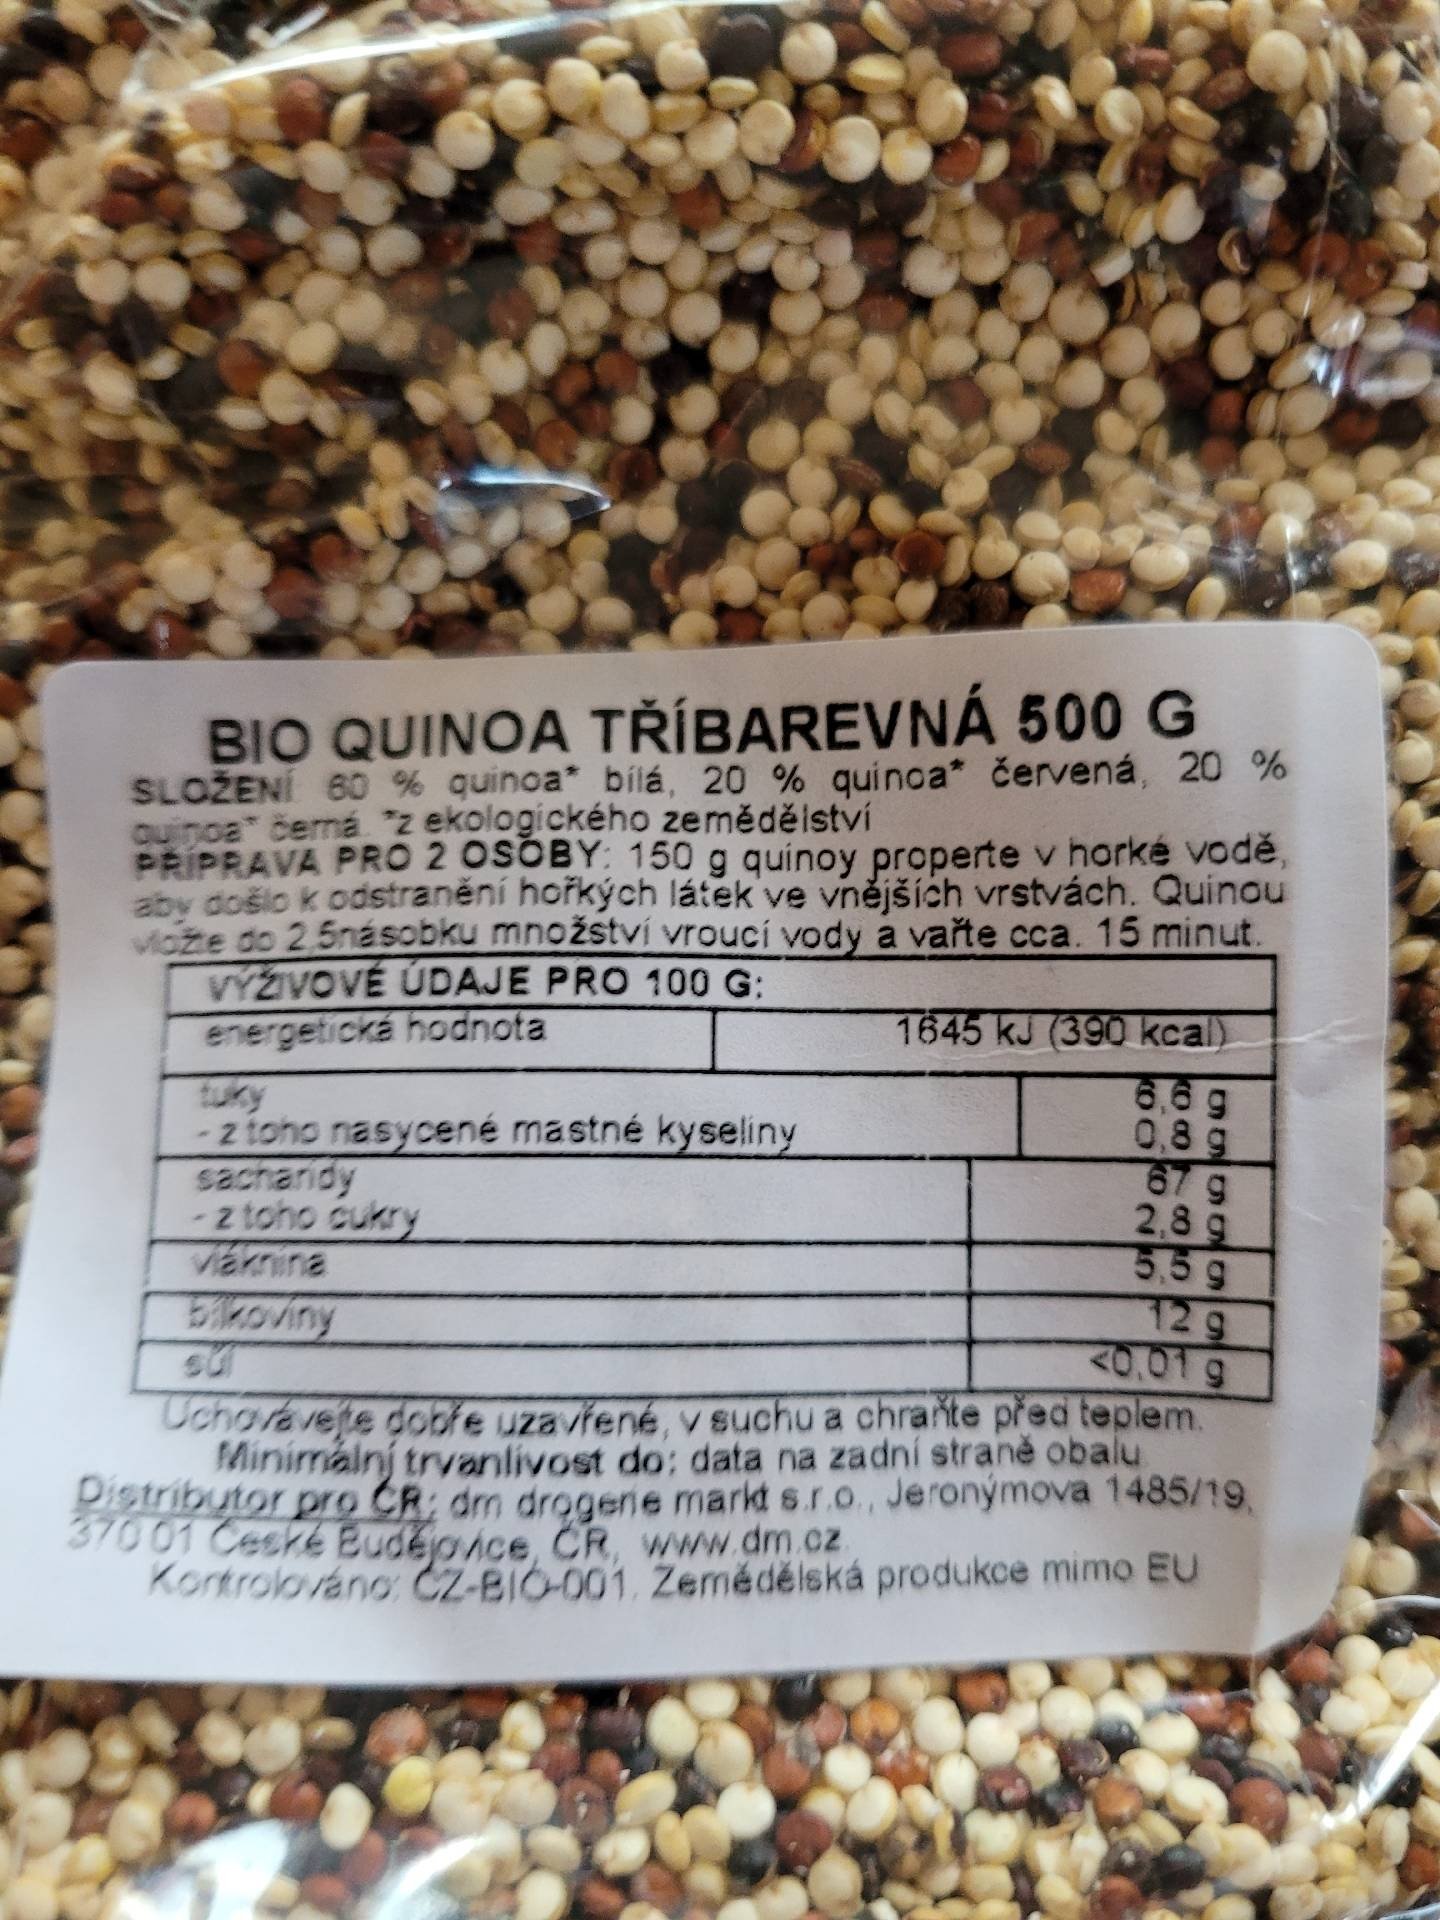 BIO QUINOA TŘÍBAREVNÁ 500 G
SLOŽENÍ 60 % quinoa* bílá, 20 % quinoa* červená, 20 %
quinoa* černá. *z ekologického zemědělství
PŘÍPRAVA PRO 2 OSOBY: 150 g quinoy properte v horké vodě,
aby došlo k odstranění hořkých látek ve vnějších vrstvách. Quinou
vložte do 2,5násobku množství vroucí vody a vařte cca. 15 minut.
VÝŽIVOVÉ ÚDAJE PRO 100 G:
energetická hodnota 1645 kJ (390 kcal)
tuky 6,6 g
- z toho nasycené mastné kyseliny 0,8 g
sacharidy 67 g
- z toho cukry 2,8 g
vláknina 5,5 g
bílkoviny 12 g
sůl <0,01 g
Uchovávejte dobře uzavřené, v suchu a chraňte před teplem.
Minimální trvanlivost do: data na zadní straně obalu.
Distributor pro ČR: dm drogerie markt s.r.o., Jeronýmova 1485/19,
370 01 České Budějovice, ČR, www.dm.cz.
Kontrolováno: CZ-BIO-001. Zemědělská produkce mimo EU